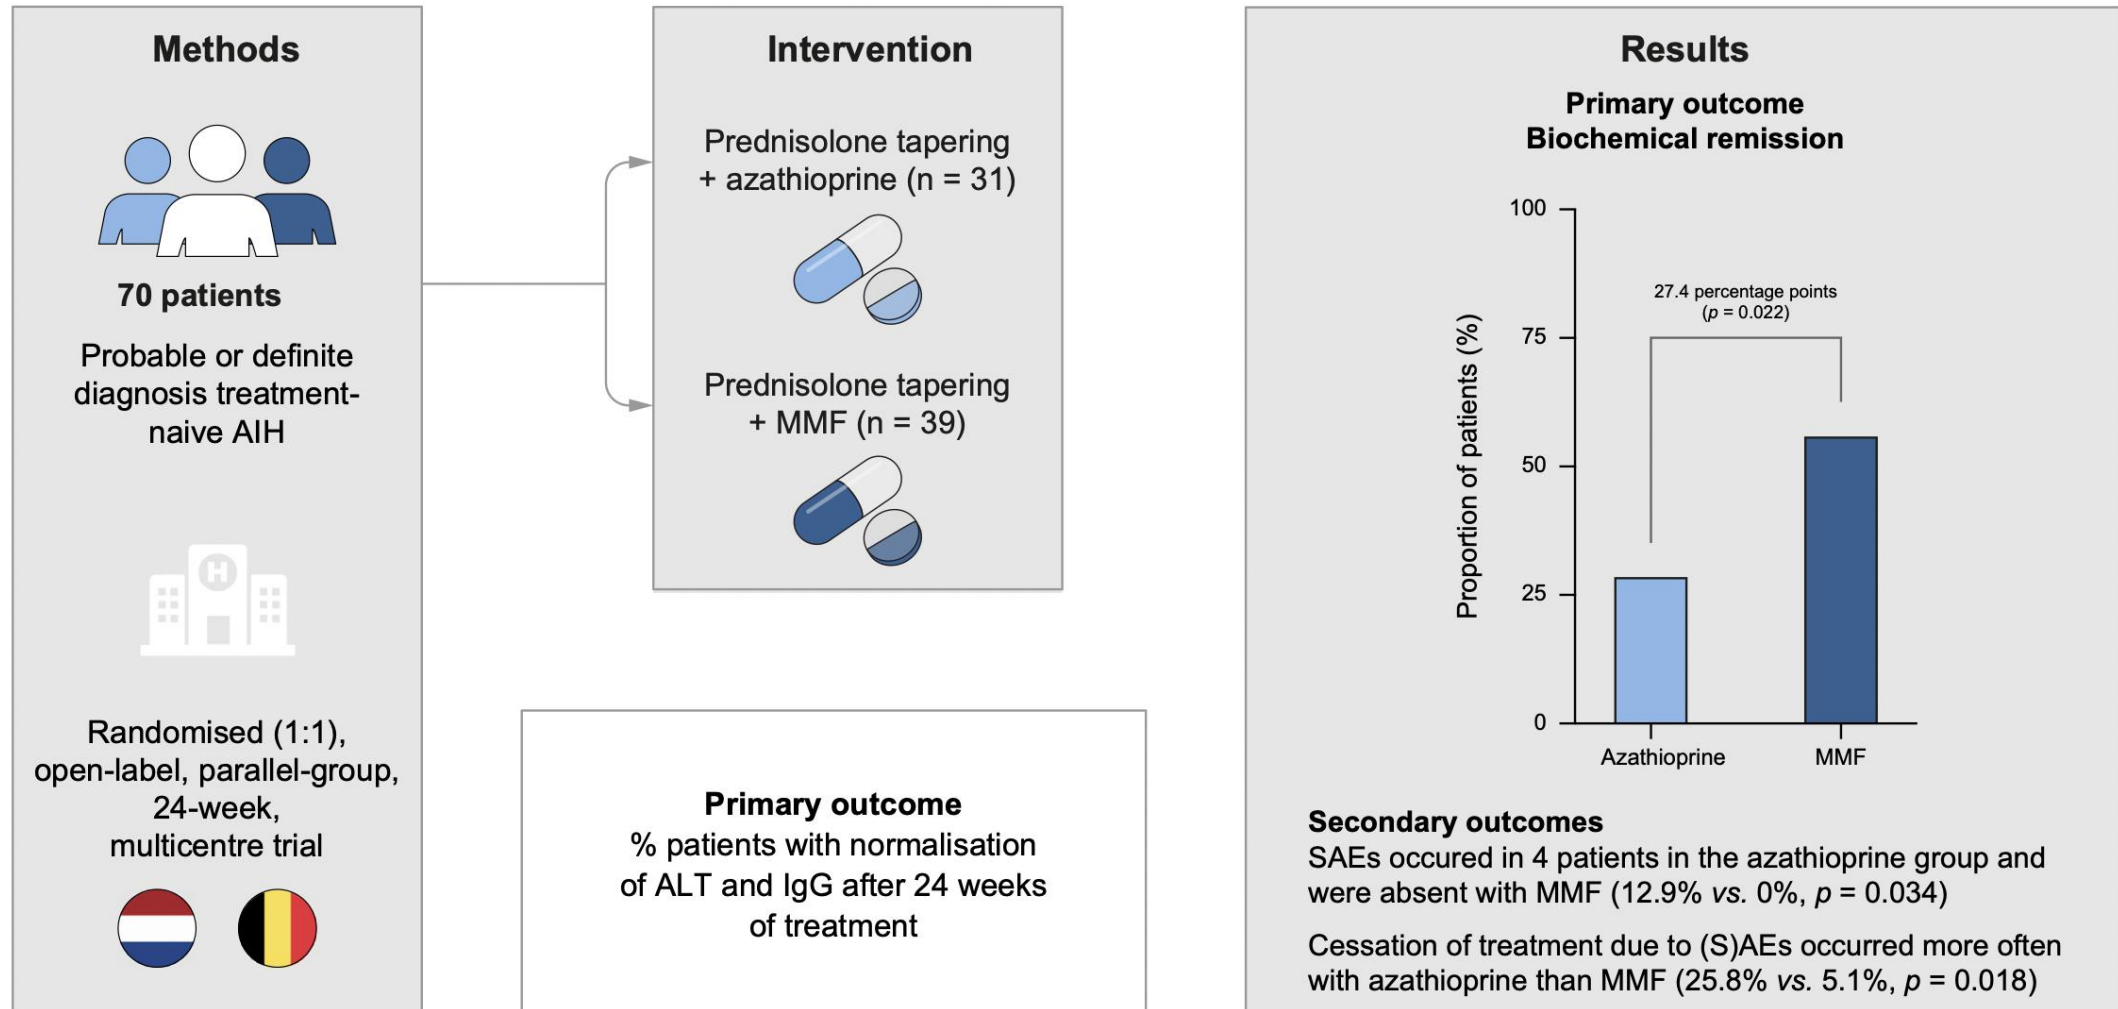 Methods
70 patients
Probable or definite
diagnosis treatment-
naive AIH
H
Randomised (1:1),
open-label, parallel-group,
24-week,
multicentre trial
Intervention
Prednisolone tapering
+ azathioprine (n = 31)
Prednisolone tapering
+ MMF (n = 39)
Primary outcome
% patients with normalisation
of ALT and IgG after 24 weeks
of treatment
Results
Primary outcome
Biochemical remission
Proportion of patients (%)
100
75
50
25
0
27.4 percentage points
(p = 0.022)
Azathioprine
MMF
Secondary outcomes
SAEs occured in 4 patients in the azathioprine group and
were absent with MMF (12.9% vs. 0%, p = 0.034)
Cessation of treatment due to (S)AEs occurred more often
with azathioprine than MMF (25.8% vs. 5.1%, p = 0.018)